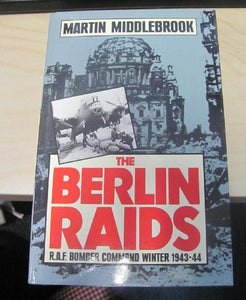 MARTIN MIDDLEBROOK
THE
BERLIN
RAIDS
R.A.F. BOMBER COMMAND WINTER 1943-44